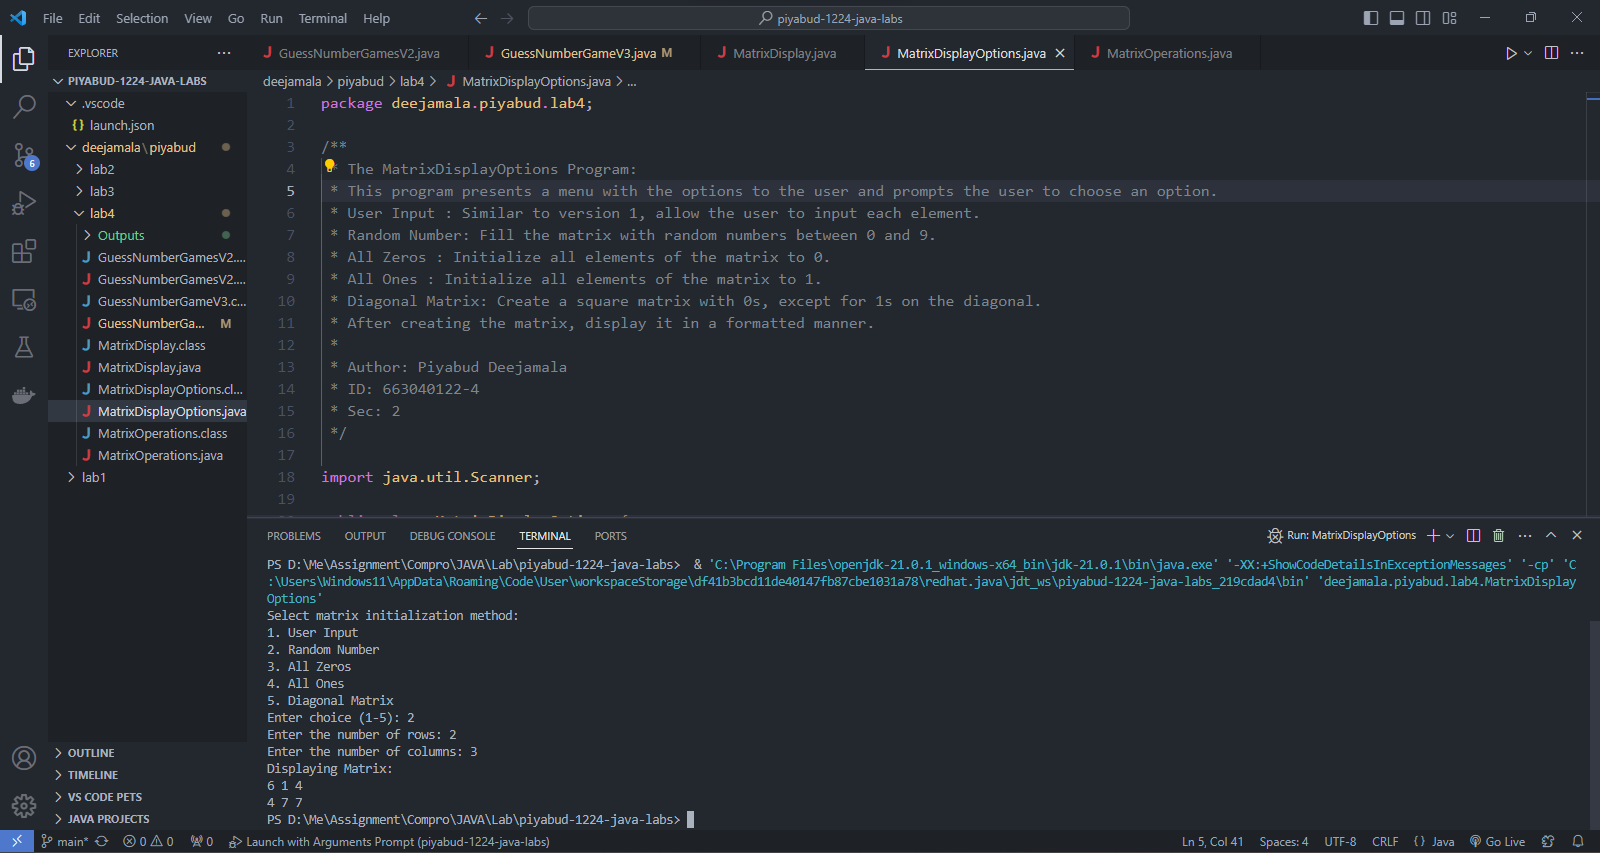 File Edit Selection View Go Run Terminal Help
piyabud-1224-java-labs
EXPLORER
PIYABUD-1224-JAVA-LABS
.vscode
launch.json
deejamala\piyabud
lab2
lab3
lab4
Outputs
GuessNumberGamesV2....
GuessNumberGamesV2....
GuessNumberGameV3.c...
GuessNumberGa... M
MatrixDisplay.class
MatrixDisplay.java
MatrixDisplayOptions.cl...
MatrixDisplayOptions.java
MatrixOperations.class
MatrixOperations.java
lab1
OUTLINE
TIMELINE
VS CODE PETS
JAVA PROJECTS
6
GuessNumberGamesV2.java GuessNumberGameV3.java M MatrixDisplay.java MatrixDisplayOptions.java MatrixOperations.java
deejamala > piyabud > lab4 > MatrixDisplayOptions.java > ...
1 package deejamala.piyabud.lab4;
2
3 /**
4 * The MatrixDisplayOptions Program:
5 * This program presents a menu with the options to the user and prompts the user to choose an option.
6 * User Input : Similar to version 1, allow the user to input each element.
7 * Random Number: Fill the matrix with random numbers between 0 and 9.
8 * All Zeros : Initialize all elements of the matrix to 0.
9 * All Ones : Initialize all elements of the matrix to 1.
10 * Diagonal Matrix: Create a square matrix with 0s, except for 1s on the diagonal.
11 * After creating the matrix, display it in a formatted manner.
12 *
13 * Author: Piyabud Deejamala
14 * ID: 663040122-4
15 * Sec: 2
16 */
17
18 import java.util.Scanner;
19
PROBLEMS OUTPUT DEBUG CONSOLE TERMINAL PORTS
Run: MatrixDisplayOptions
PS D:\Me\Assignment\Compro\JAVA\Lab\piyabud-1224-java-labs> & 'C:\Program Files\openjdk-21.0.1_windows-x64_bin\jdk-21.0.1\bin\java.exe' '-XX:+ShowCodeDetailsInExceptionMessages' '-cp' 'C
:\Users\Windows11\AppData\Roaming\Code\User\workspaceStorage\df41b3bcd11de40147fb87cbe1031a78\redhat.java\jdt_ws\piyabud-1224-java-labs_219cdad4\bin' 'deejamala.piyabud.lab4.MatrixDisplay
Options'
Select matrix initialization method:
1. User Input
2. Random Number
3. All Zeros
4. All Ones
5. Diagonal Matrix
Enter choice (1-5): 2
Enter the number of rows: 2
Enter the number of columns: 3
Displaying Matrix:
6 1 4
4 7 7
PS D:\Me\Assignment\Compro\JAVA\Lab\piyabud-1224-java-labs>
main* 0 0 0 Launch with Arguments Prompt (piyabud-1224-java-labs) Ln 5, Col 41 Spaces: 4 UTF-8 CRLF {} Java Go Live